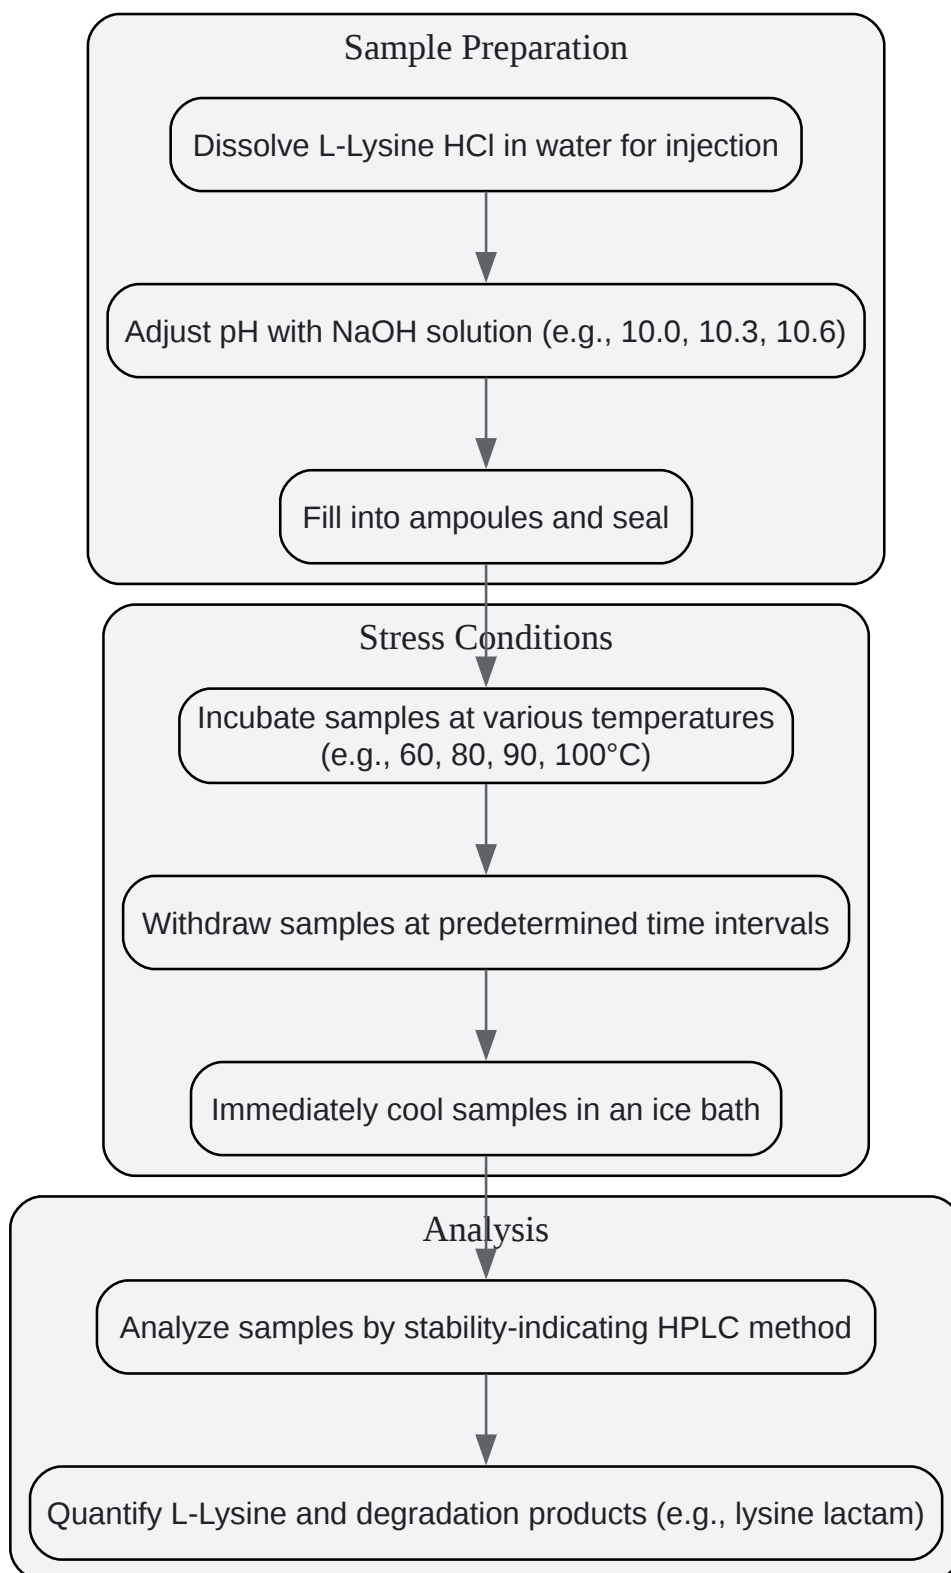 Sample Preparation
Dissolve L-Lysine HCl in water for injection
Adjust pH with NaOH solution (e.g., 10.0, 10.3, 10.6)
Fill into ampoules and seal
Stress Conditions
Incubate samples at various temperatures
(e.g., 60, 80, 90, 100°C)
Withdraw samples at predetermined time intervals
Immediately cool samples in an ice bath
Analysis
Analyze samples by stability-indicating HPLC method
Quantify L-Lysine and degradation products (e.g., lysine lactam)